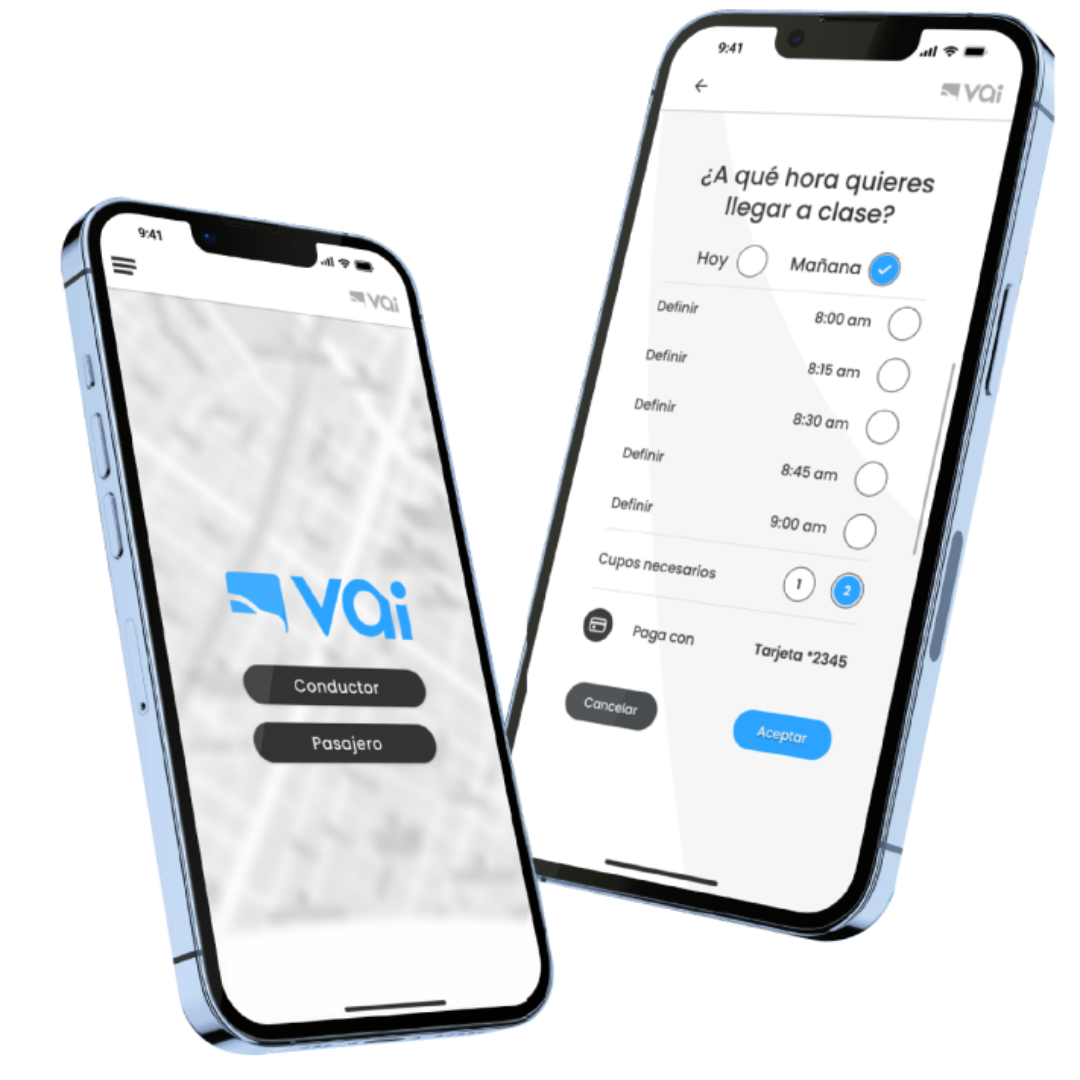 9:41
vai
vai
Conductor
Pasajero
9:41
vai
¿A qué hora quieres
llegar a clase?
Hoy Mañana
Definir 8:00 am
Definir 8:15 am
Definir 8:30 am
Definir 8:45 am
Definir 9:00 am
Cupos necesarios 1 2
Paga con Tarjeta *2345
Cancelar Aceptar